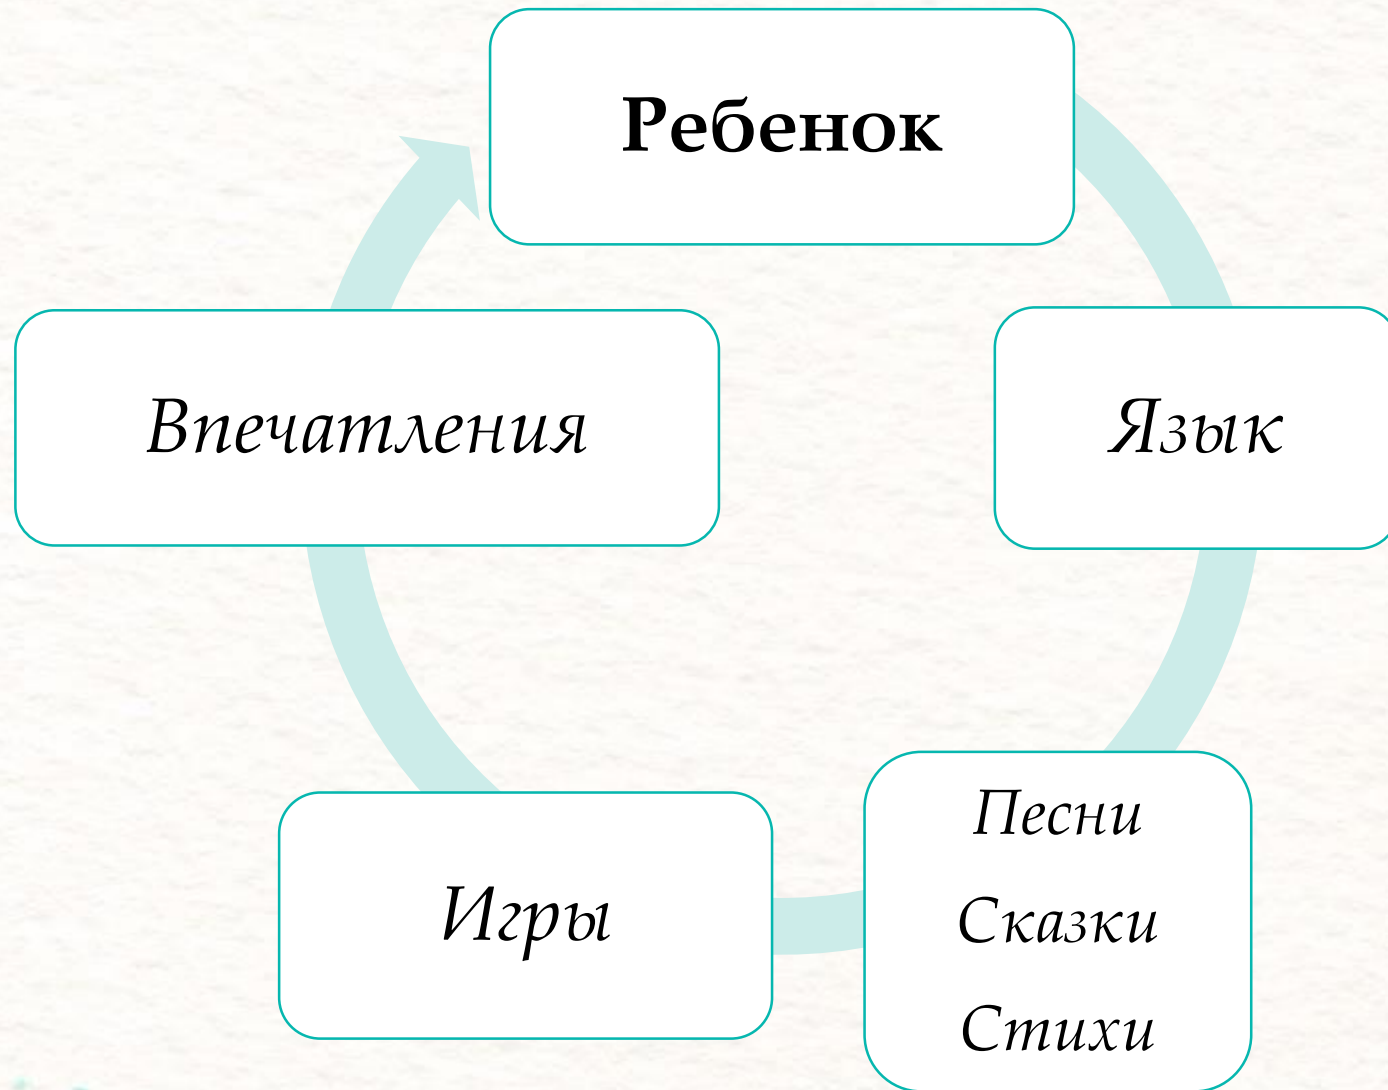 Ребенок
Язык
Песни
Сказки
Стихи
Игры
Впечатления